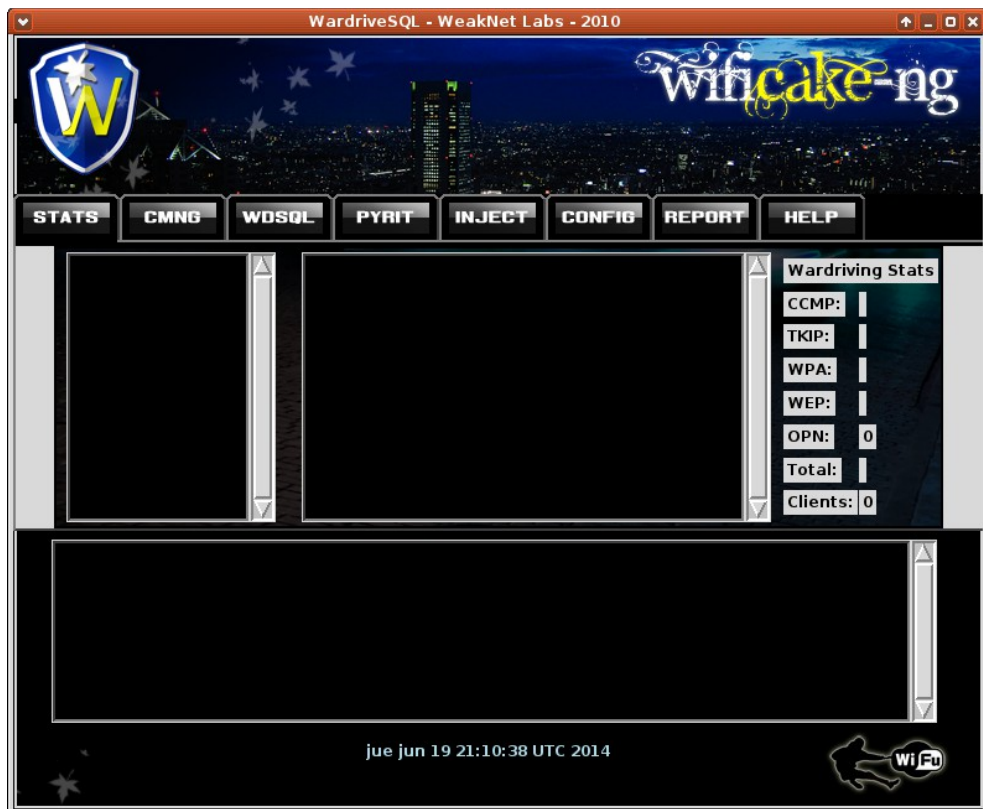 WardriveSQL - WeakNet Labs - 2010
W
wificake-ng
STATS CMNG WDSQL PYRIT INJECT CONFIG REPORT HELP
Wardriving Stats
CCMP:
TKIP:
WPA:
WEP:
OPN: 0
Total:
Clients: 0
jue jun 19 21:10:38 UTC 2014
WiFu